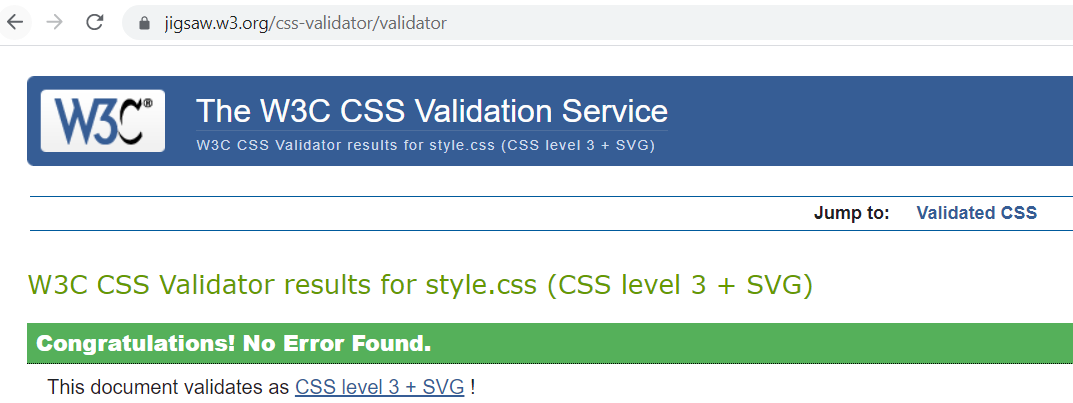 jigsaw.w3.org/css-validator/validator
W3C®
The W3C CSS Validation Service
W3C CSS Validator results for style.css (CSS level 3 + SVG)
Jump to: Validated CSS
W3C CSS Validator results for style.css (CSS level 3 + SVG)
Congratulations! No Error Found.
This document validates as CSS level 3 + SVG !